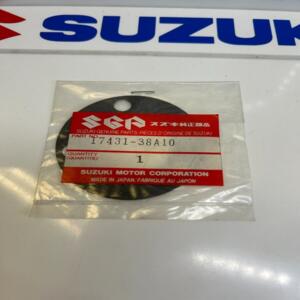 SUZUKI
SGP スズキ純正部品
SUZUKI GENUINE PARTS/PIECES D'ORIGINE DE SUZUKI
PART NO.
17431-38A10
QUANTITY
QUANTITE
1
SUZUKI MOTOR CORPORATION
MADE IN JAPAN/FABRIQUE AU JAPON